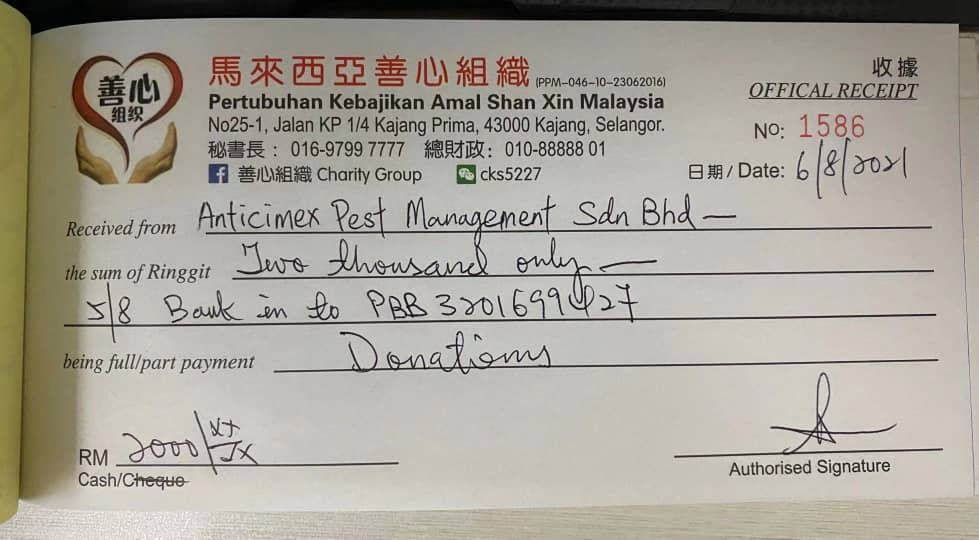 善心
组织
馬來西亞善心組織 (PPM-046-10-23062016)
Pertubuhan Kebajikan Amal Shan Xin Malaysia
No25-1, Jalan KP 1/4 Kajang Prima, 43000 Kajang, Selangor.
秘書長： 016-9799 7777 總財政： 010-88888 01
善心組織 Charity Group cks5227
收據
OFFICAL RECEIPT
No: 1586
日期 / Date: 6/8/2021
Received from Anticimex Pest Management Sdn Bhd —
the sum of Ringgit Two thousand only —
5/8 Bank in to PBB 3201699427
being full/part payment Donations
RM 2000/
Cash/Cheque
Authorised Signature